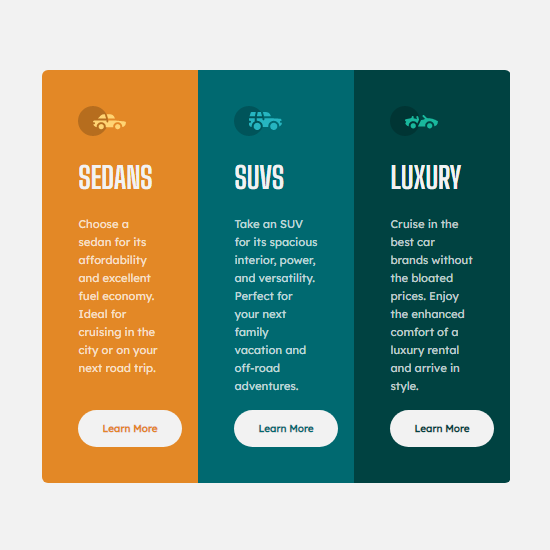 SEDANS
Choose a
sedan for its
affordability
and excellent
fuel economy.
Ideal for
cruising in the
city or on your
next road trip.
Learn More
SUVS
Take an SUV
for its spacious
interior, power,
and versatility.
Perfect for
your next
family
vacation and
off-road
adventures.
Learn More
LUXURY
Cruise in the
best car
brands without
the bloated
prices. Enjoy
the enhanced
comfort of a
luxury rental
and arrive in
style.
Learn More